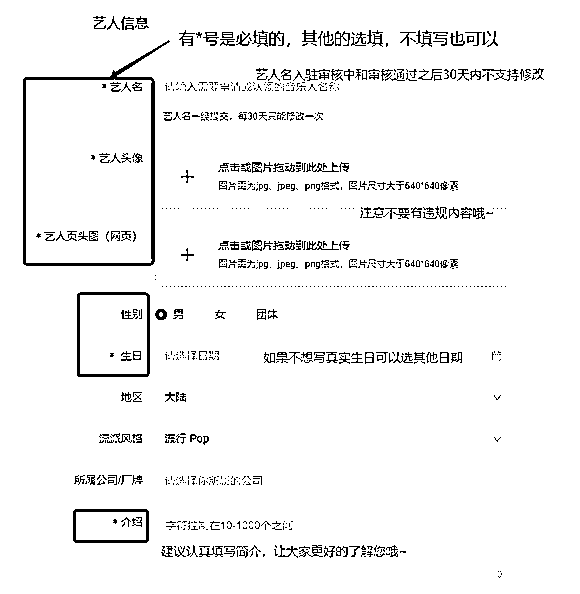 艺人信息
有*号是必填的，其他的选填，不填写也可以
艺人名入驻审核中和审核通过之后30天内不支持修改
* 艺人名
艺人名一经提交，每30天只能修改一次
* 艺人头像
点击或图片拖动到此处上传
图片需为jpg、jpeg、png格式，图片尺寸大于640*640像素
注意不要有违规内容哦~
* 艺人页头图（网页）
点击或图片拖动到此处上传
图片需为jpg、jpeg、png格式，图片尺寸大于640*640像素
性别 男 女 团体
* 生日 请选择日期 如果不想写真实生日可以选其他日期
地区 大陆
流派风格 流行 Pop
所属公司/厂牌 请选择你所属的公司
* 介绍 字符控制在10-1000个之间
建议认真填写简介，让大家更好的了解您哦~
0